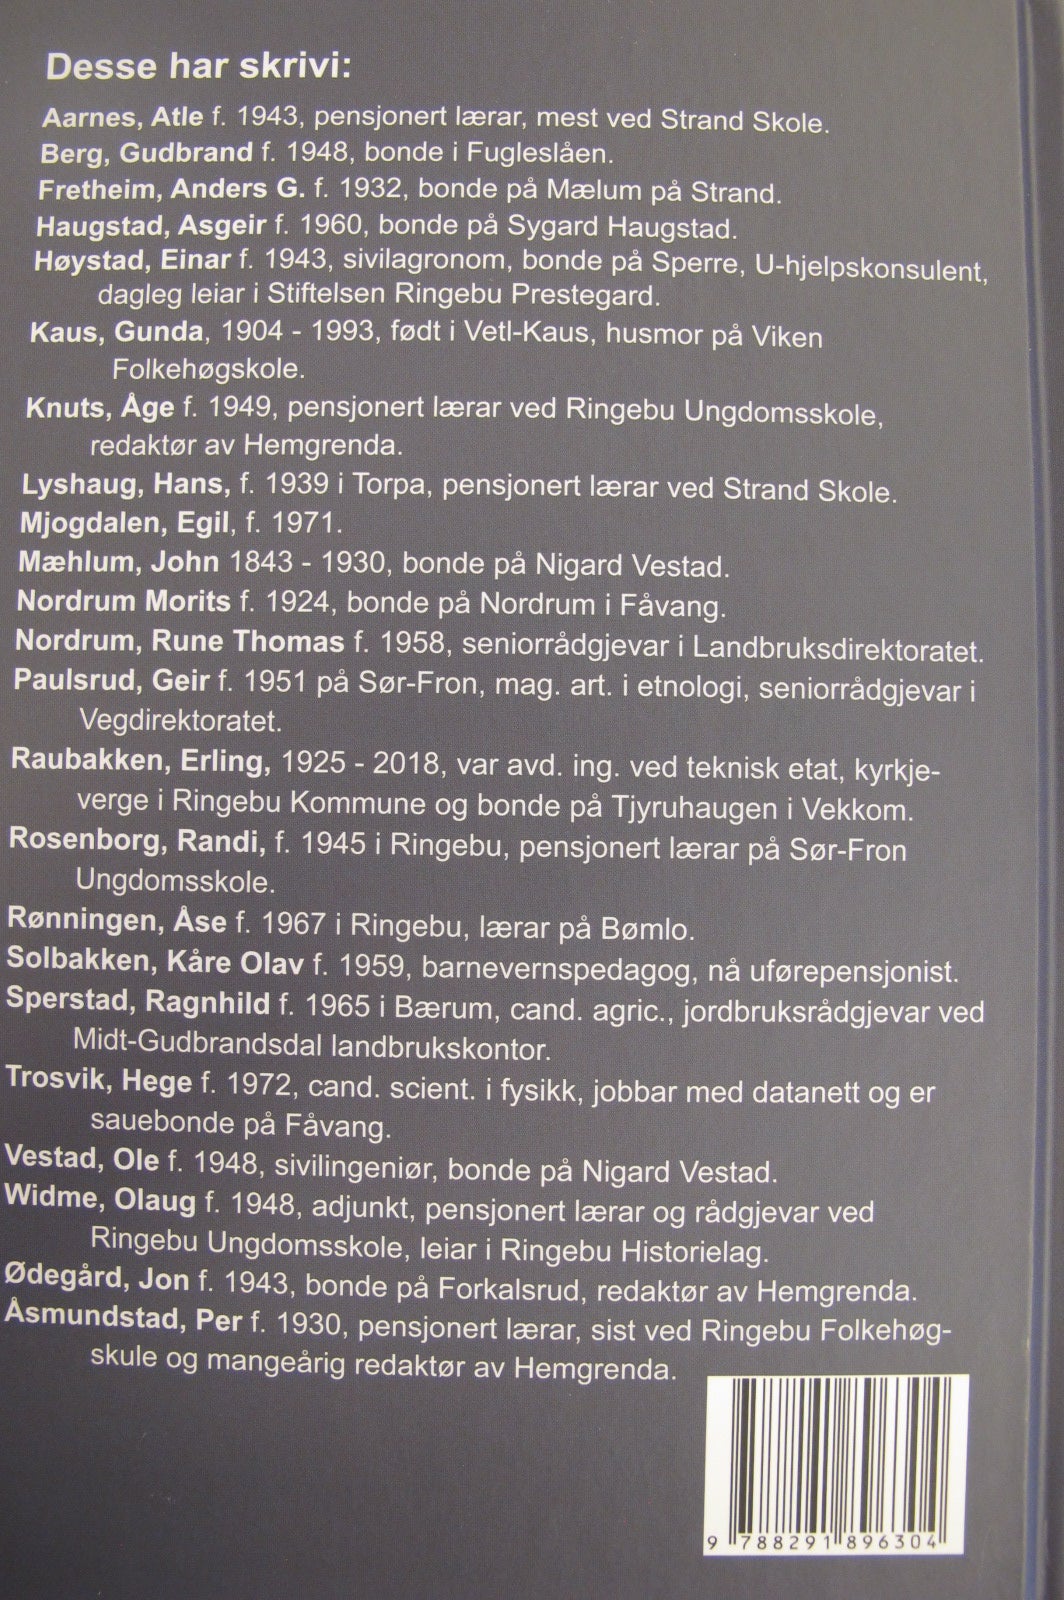 Desse har skrivi:
Aarnes, Atle f. 1943, pensjonert lærar, mest ved Strand Skole.
Berg, Gudbrand f. 1948, bonde i Fugleslåen.
Fretheim, Anders G. f. 1932, bonde på Mælum på Strand.
Haugstad, Asgeir f. 1960, bonde på Sygard Haugstad.
Høystad, Einar f. 1943, sivilagronom, bonde på Sperre, U-hjelpskonsulent,
dagleg leiar i Stiftelsen Ringebu Prestegard.
Kaus, Gunda, 1904 - 1993, født i Vetl-Kaus, husmor på Viken
Folkehøgskole.
Knuts, Åge f. 1949, pensjonert lærar ved Ringebu Ungdomsskole,
redaktør av Hemgrenda.
Lyshaug, Hans, f. 1939 i Torpa, pensjonert lærar ved Strand Skole.
Mjogdalen, Egil, f. 1971.
Mæhlum, John 1843 - 1930, bonde på Nigard Vestad.
Nordrum Morits f. 1924, bonde på Nordrum i Fåvang.
Nordrum, Rune Thomas f. 1958, seniorrådgjevar i Landbruksdirektoratet.
Paulsrud, Geir f. 1951 på Sør-Fron, mag. art. i etnologi, seniorrådgjevar i
Vegdirektoratet.
Raubakken, Erling, 1925 - 2018, var avd. ing. ved teknisk etat, kyrkje-
verge i Ringebu Kommune og bonde på Tjyruhaugen i Vekkom.
Rosenborg, Randi, f. 1945 i Ringebu, pensjonert lærar på Sør-Fron
Ungdomsskole.
Rønningen, Åse f. 1967 i Ringebu, lærar på Bømlo.
Solbakken, Kåre Olav f. 1959, barnevernspedagog, nå uførepensjonist.
Sperstad, Ragnhild f. 1965 i Bærum, cand. agric., jordbruksrådgjevar ved
Midt-Gudbrandsdal landbrukskontor.
Trosvik, Hege f. 1972, cand. scient. i fysikk, jobbar med datanett og er
sauebonde på Fåvang.
Vestad, Ole f. 1948, sivilingeniør, bonde på Nigard Vestad.
Widme, Olaug f. 1948, adjunkt, pensjonert lærar og rådgjevar ved
Ringebu Ungdomsskole, leiar i Ringebu Historielag.
Ødegård, Jon f. 1943, bonde på Forkalsrud, redaktør av Hemgrenda.
Åsmundstad, Per f. 1930, pensjonert lærar, sist ved Ringebu Folkehøg-
skule og mangeårig redaktør av Hemgrenda.
9 788291 896304